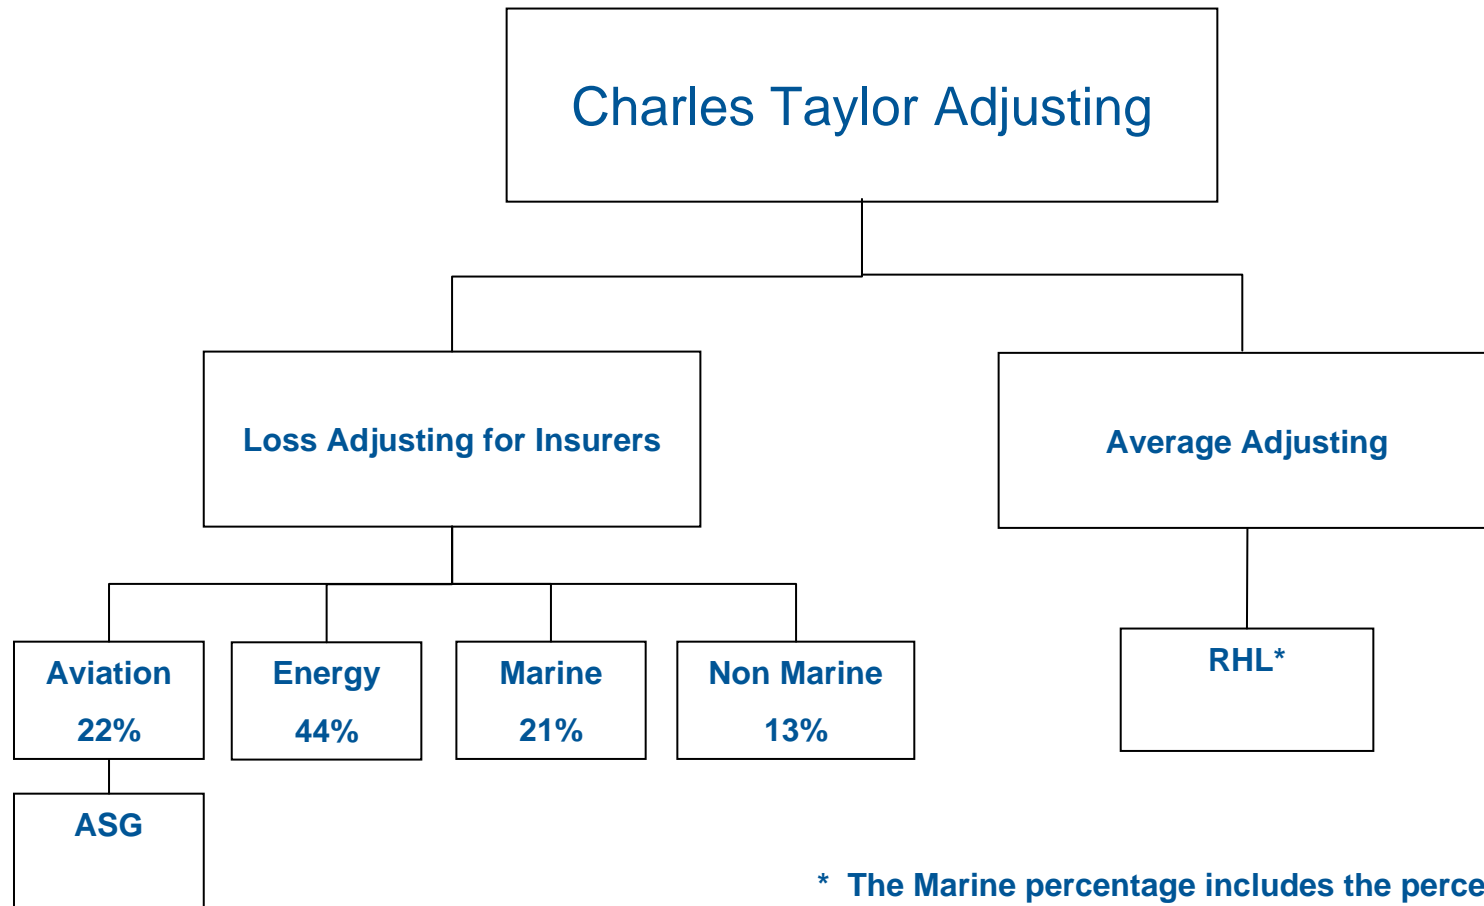 Charles Taylor Adjusting
Loss Adjusting for Insurers
Average Adjusting
Aviation
22%
Energy
44%
Marine
21%
Non Marine
13%
RHL*
ASG
* The Marine percentage includes the